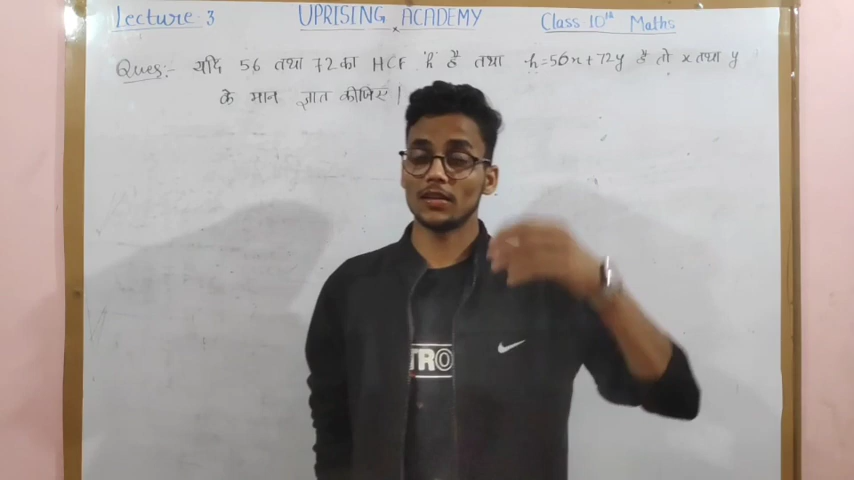 Lecture 3
UPRISING ACADEMY
Class 10th Maths
Ques:- यदि 56 तथा 72 का HCF 'h' है तथा h=56x+72y है तो x तथा y
के मान ज्ञात कीजिए |
TRO